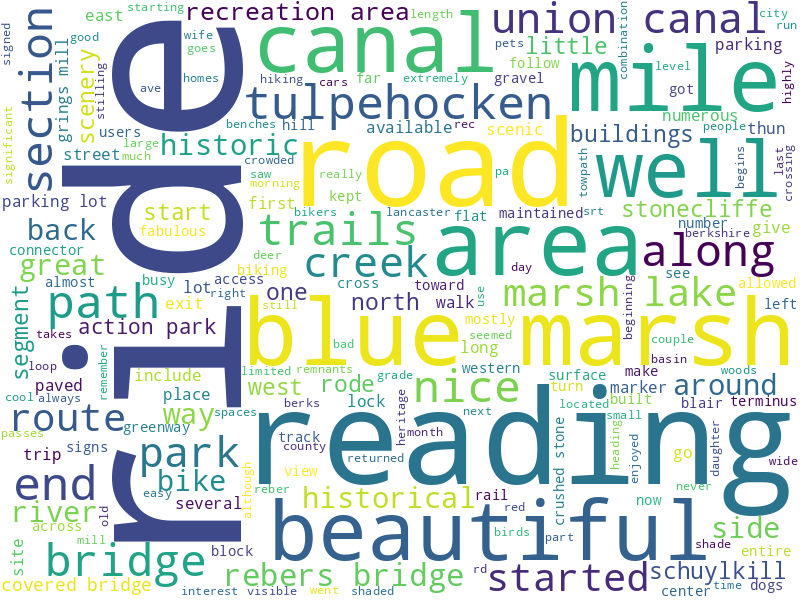 starting
length
recreation area
union canal
city
run
east
good
wife
goes
pets
little
parking
signed
ave
stilling
homes
hiking
cars
far
extremely
follow
gravel
combination
level
got
highly
canal
mile
section
grings mill
scenery
users
large
much
benches
hill
tulpehocken
available
rec
scenic
numerous
people
thun
buildings
street
historic
crowded
saw
morning
really
pa
towpath
well
begins
last
crossing
significant
parking lot
start
fabulous
first
kept
bikers
lancaster
flat
maintained
srt
stonecliffe
number
berkshire
give
road
ride
back
connector
great
almost
busy
lot
right
access
biking
trails
deer
cross
toward
creek
day
area
along
see
allowed
path
exit
one
still
north
walk
use
mostly
marsh lake
beginning
left
segment
takes
loop
action park
include
blue marsh
paved
cool
always
remember
place
limited
remnants
bad
grade
seemed
long
western
surface
turn
make
couple
basin
woods
west
rode
nice
located
built
small
marker
around
blair
terminus
passes
route
way
greenway
spaces
berks
lock
heritage
next
signs
track
county
month
trip
end
park
bike
easy
several
although
view
returned
reading
crushed stone
heading
enjoyed
go
daughter
wide
never
now
river
across
old
mill
reber
historical
rail
red
birds
part
beautiful
side
shade
entire
site
bridge
block
covered bridge
rebers bridge
interest
visible
went
shaded
rd
started
schuylkill
center
time
dogs